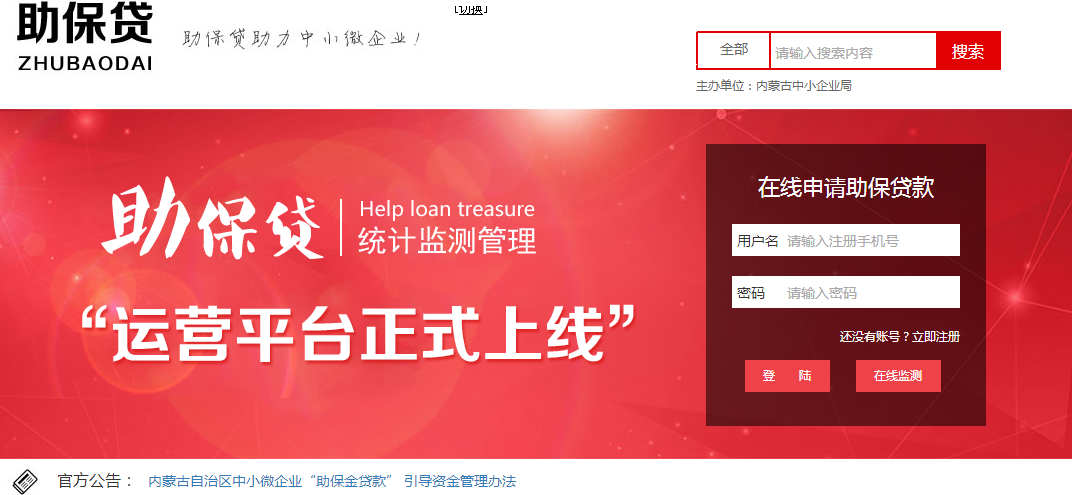 助保贷
ZHUBAODAI
助保贷助力中小微企业！
[切换]
全部 请输入搜索内容 搜索
主办单位：内蒙古中小企业局
助保贷
Help loan treasure
统计监测管理
“运营平台正式上线”
在线申请助保贷款
用户名 请输入注册手机号
密码 请输入密码
还没有账号？立即注册
登 陆 在线监测
官方公告： 内蒙古自治区中小微企业“助保金贷款” 引导资金管理办法